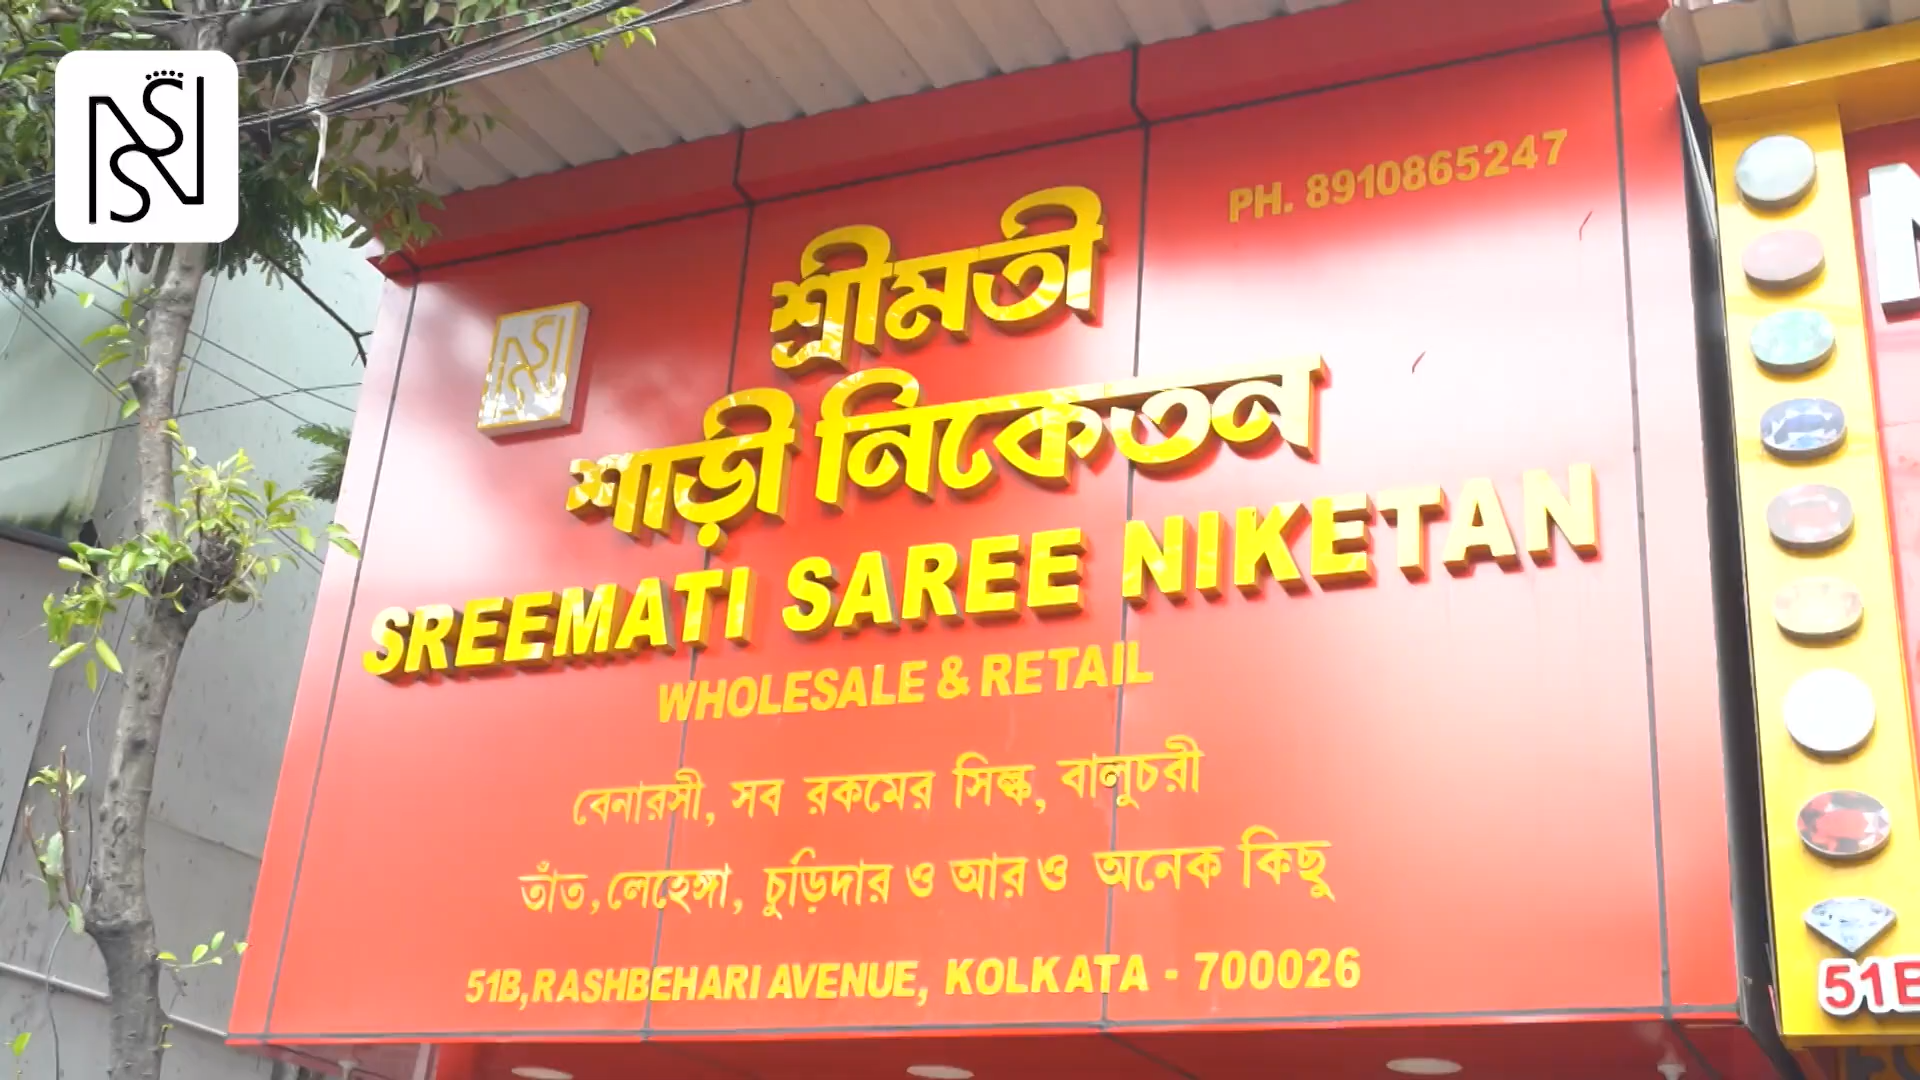 PH. 8910865247
শ্রীমতী
শাড়ী নিকেতন
SREEMATI SAREE NIKETAN
WHOLESALE & RETAIL
বেনারসী, সব রকমের সিল্ক, বালুচরী
তাঁত, লেহেঙ্গা, চুড়িদার ও আরও অনেক কিছু
51B, RASHBEHARI AVENUE, KOLKATA - 700026
51B